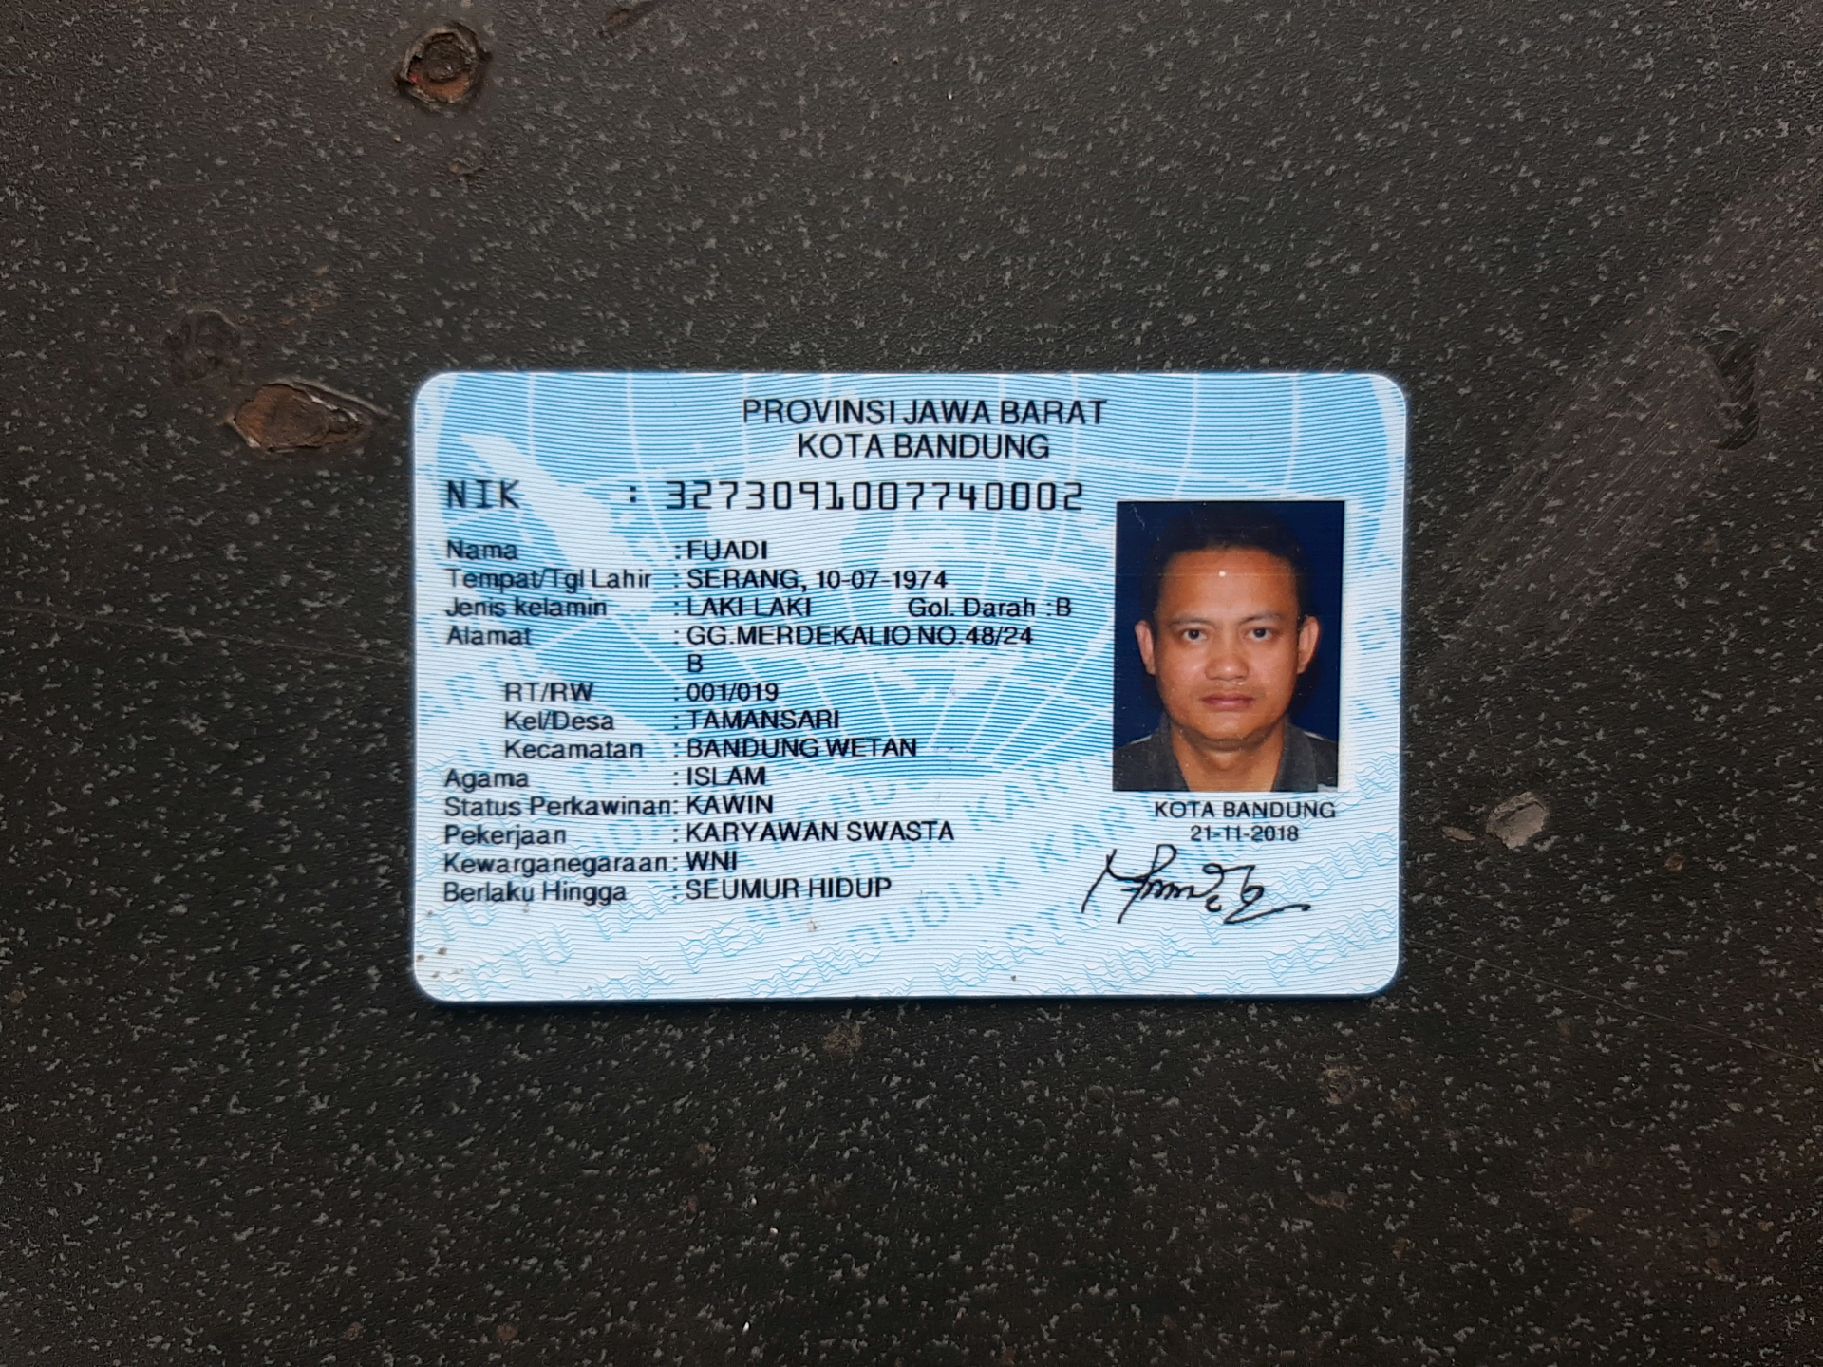 PROVINSI JAWA BARAT
KOTA BANDUNG
NIK : 3273091007740002
Nama : FUADI
Tempat/Tgl Lahir : SERANG, 10-07-1974
Jenis kelamin : LAKI LAKI Gol. Darah : B
Alamat : GG.MERDEKALIO NO.48/24
B
RT/RW : 001/019
Kel/Desa : TAMANSARI
Kecamatan : BANDUNG WETAN
Agama : ISLAM
Status Perkawinan: KAWIN
Pekerjaan : KARYAWAN SWASTA
Kewarganegaraan: WNI
Berlaku Hingga : SEUMUR HIDUP
KOTA BANDUNG
21-11-2018